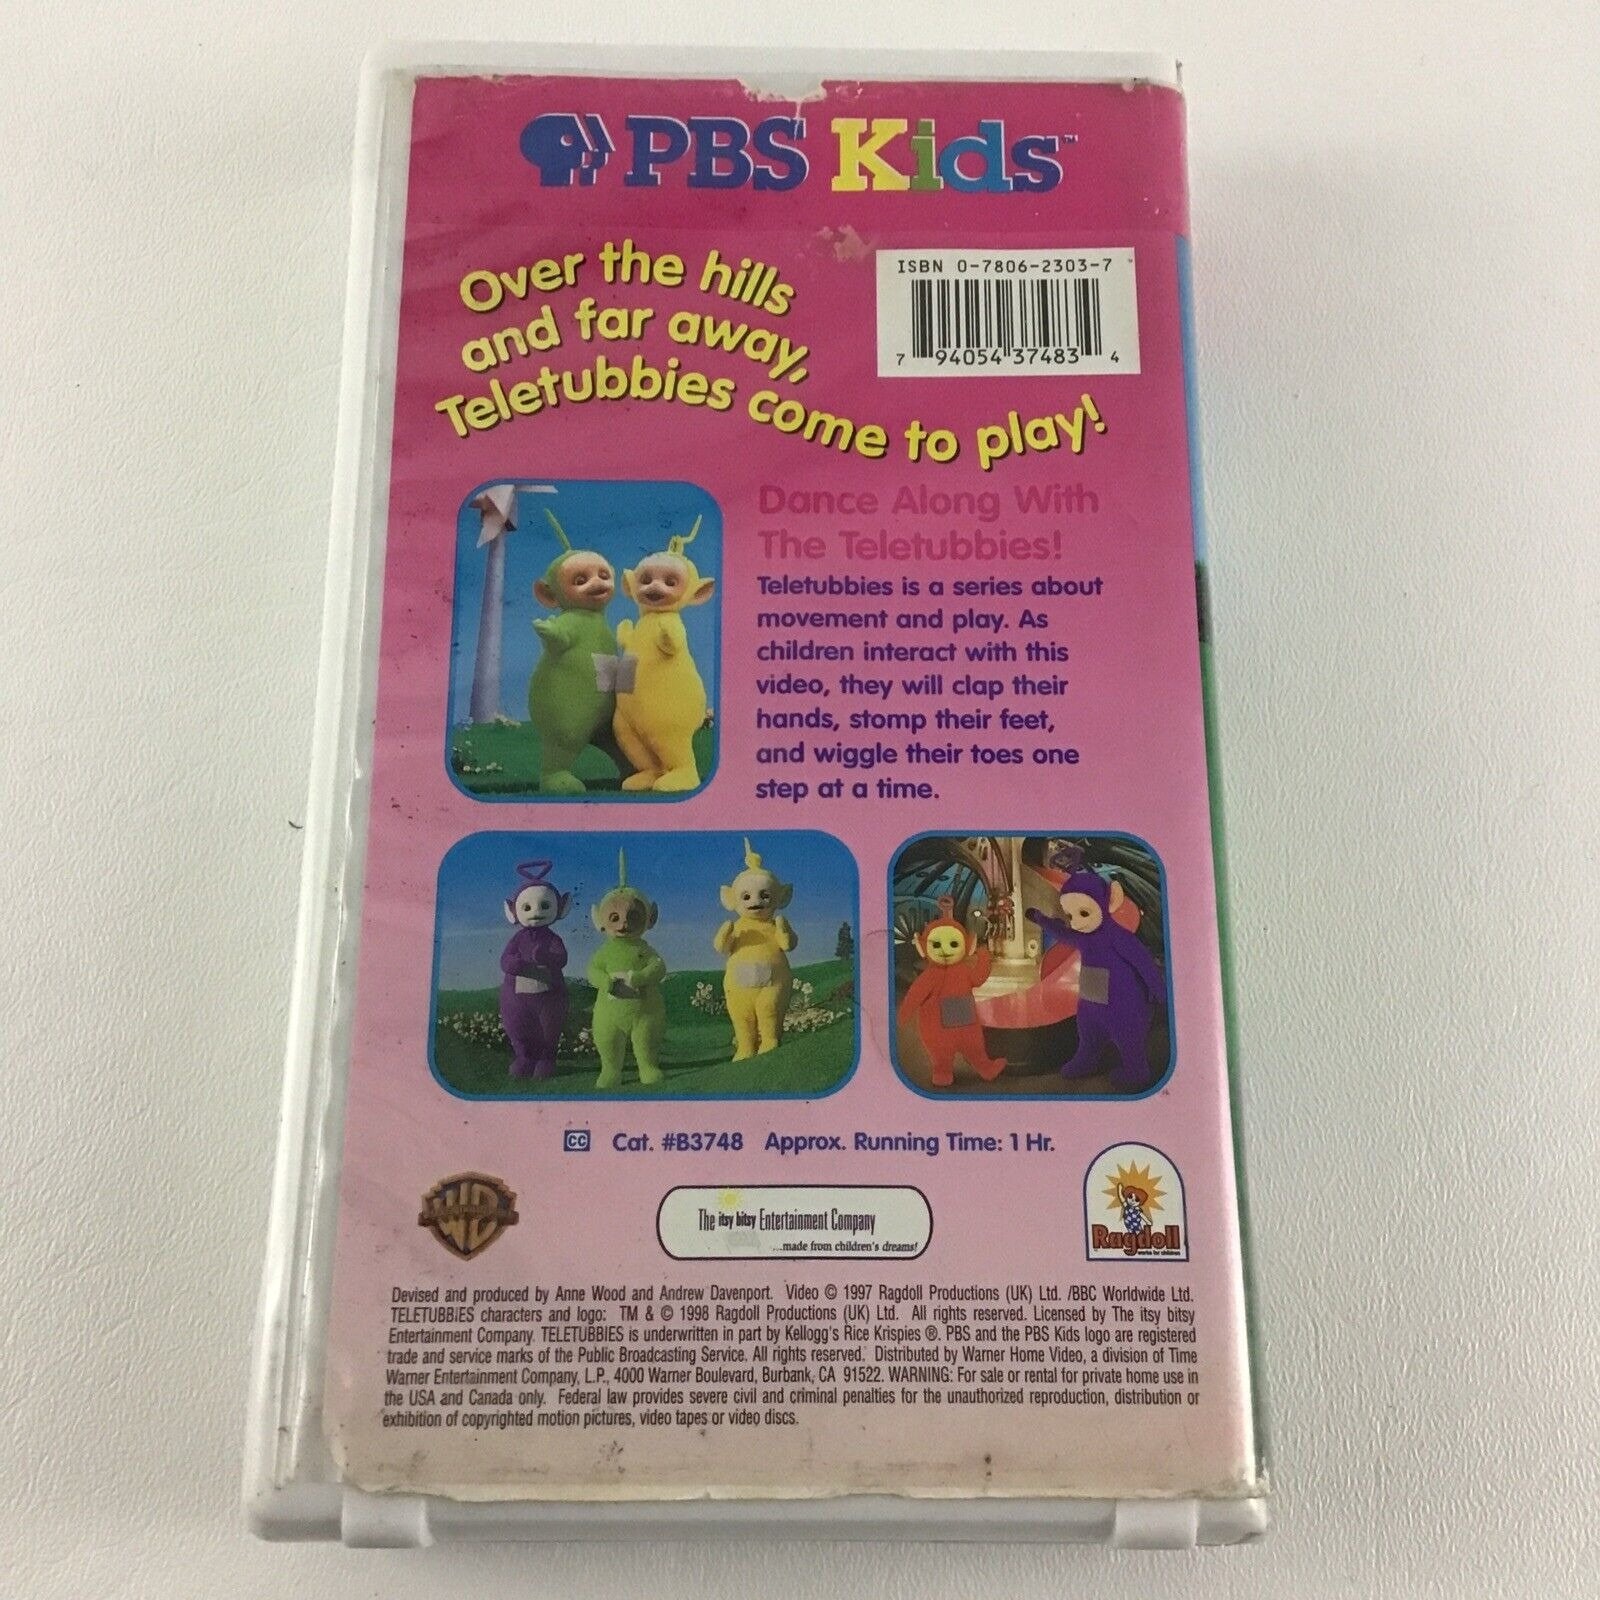 PBS Kids™
ISBN 0-7806-2303-7
7 94054 37483 4
Over the hills
and far away,
Teletubbies come to play!
Dance Along With
The Teletubbies!
Teletubbies is a series about
movement and play. As
children interact with this
video, they will clap their
hands, stomp their feet,
and wiggle their toes one
step at a time.
CC Cat. #B3748 Approx. Running Time: 1 Hr.
WB
The itsy bitsy Entertainment Company
...made from children's dreams!
Ragdoll
works for children
Devised and produced by Anne Wood and Andrew Davenport. Video © 1997 Ragdoll Productions (UK) Ltd. /BBC Worldwide Ltd.
TELETUBBIES characters and logo: TM & © 1998 Ragdoll Productions (UK) Ltd. All rights reserved. Licensed by The itsy bitsy
Entertainment Company. TELETUBBIES is underwritten in part by Kellogg's Rice Krispies ®. PBS and the PBS Kids logo are registered
trade and service marks of the Public Broadcasting Service. All rights reserved. Distributed by Warner Home Video, a division of Time
Warner Entertainment Company, L.P., 4000 Warner Boulevard, Burbank, CA 91522. WARNING: For sale or rental for private home use in
the USA and Canada only. Federal law provides severe civil and criminal penalties for the unauthorized reproduction, distribution or
exhibition of copyrighted motion pictures, video tapes or video discs.